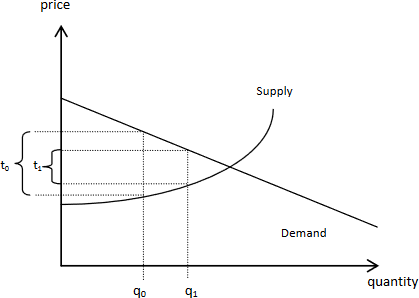 price
Supply
t₀
t₁
Demand
quantity
q₀
q₁